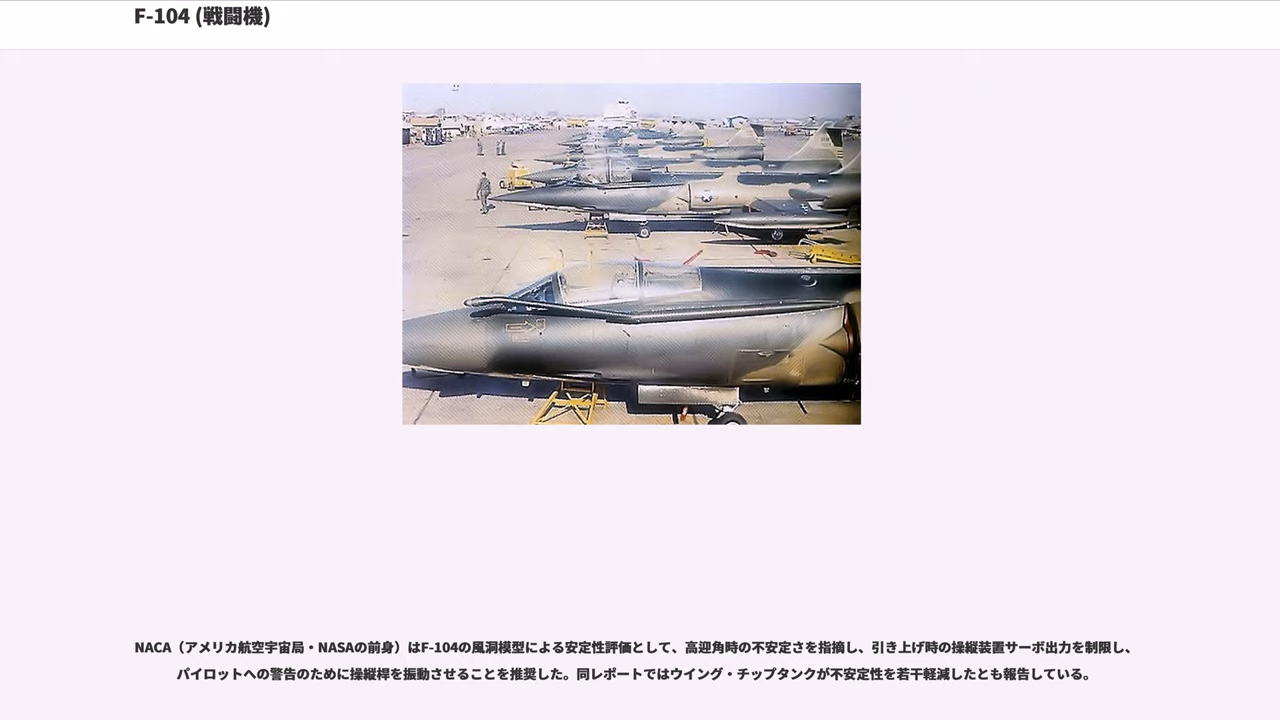 F-104 (戦闘機)
NACA（アメリカ航空宇宙局・NASAの前身）はF-104の風洞模型による安定性評価として、高迎角時の不安定さを指摘し、引き上げ時の操縦装置サーボ出力を制限し、
パイロットへの警告のために操縦桿を振動させることを推奨した。同レポートではウイング・チップタンクが不安定性を若干軽減したとも報告している。